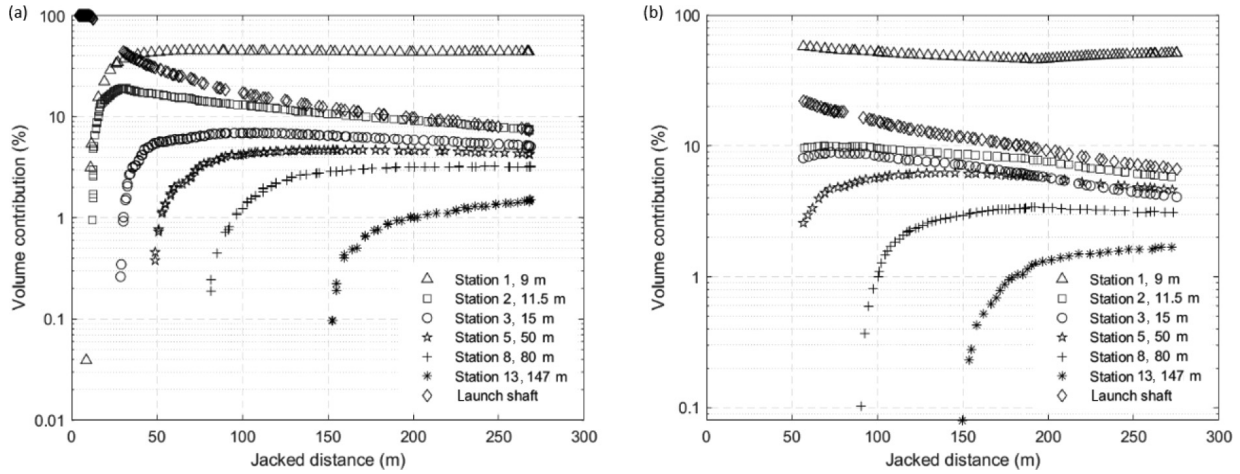 (a)
100
10
1
0.1
0.01
Volume contribution (%)
0
50
100
150
200
250
300
Jacked distance (m)
Station 1, 9 m
Station 2, 11.5 m
Station 3, 15 m
Station 5, 50 m
Station 8, 80 m
Station 13, 147 m
Launch shaft
(b)
100
10
1
0.1
Volume contribution (%)
0
50
100
150
200
250
300
Jacked distance (m)
Station 1, 9 m
Station 2, 11.5 m
Station 3, 15 m
Station 5, 50 m
Station 8, 80 m
Station 13, 147 m
Launch shaft